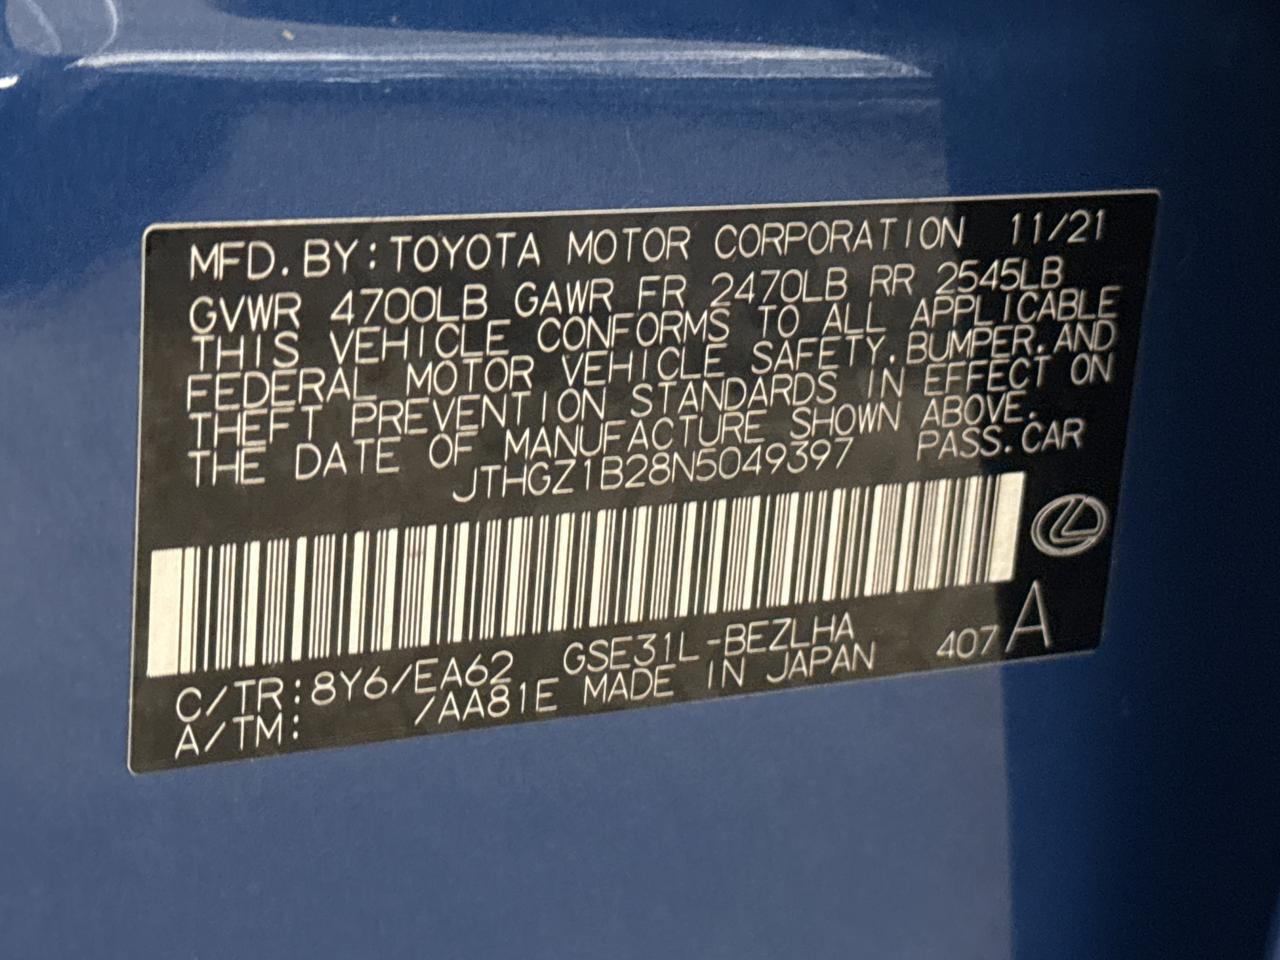 MFD. BY: TOYOTA MOTOR CORPORATION 11/21
GVWR 4700LB GAWR FR 2470LB RR 2545LB
THIS VEHICLE CONFORMS TO ALL APPLICABLE
FEDERAL MOTOR VEHICLE SAFETY, BUMPER, AND
THEFT PREVENTION STANDARDS IN EFFECT ON
THE DATE OF MANUFACTURE SHOWN ABOVE.
JTHGZ1B28N5049397 PASS. CAR
C/TR: 8Y6/EA62 GSE31L-BEZLHA 407 A
A/TM: /AA81E MADE IN JAPAN